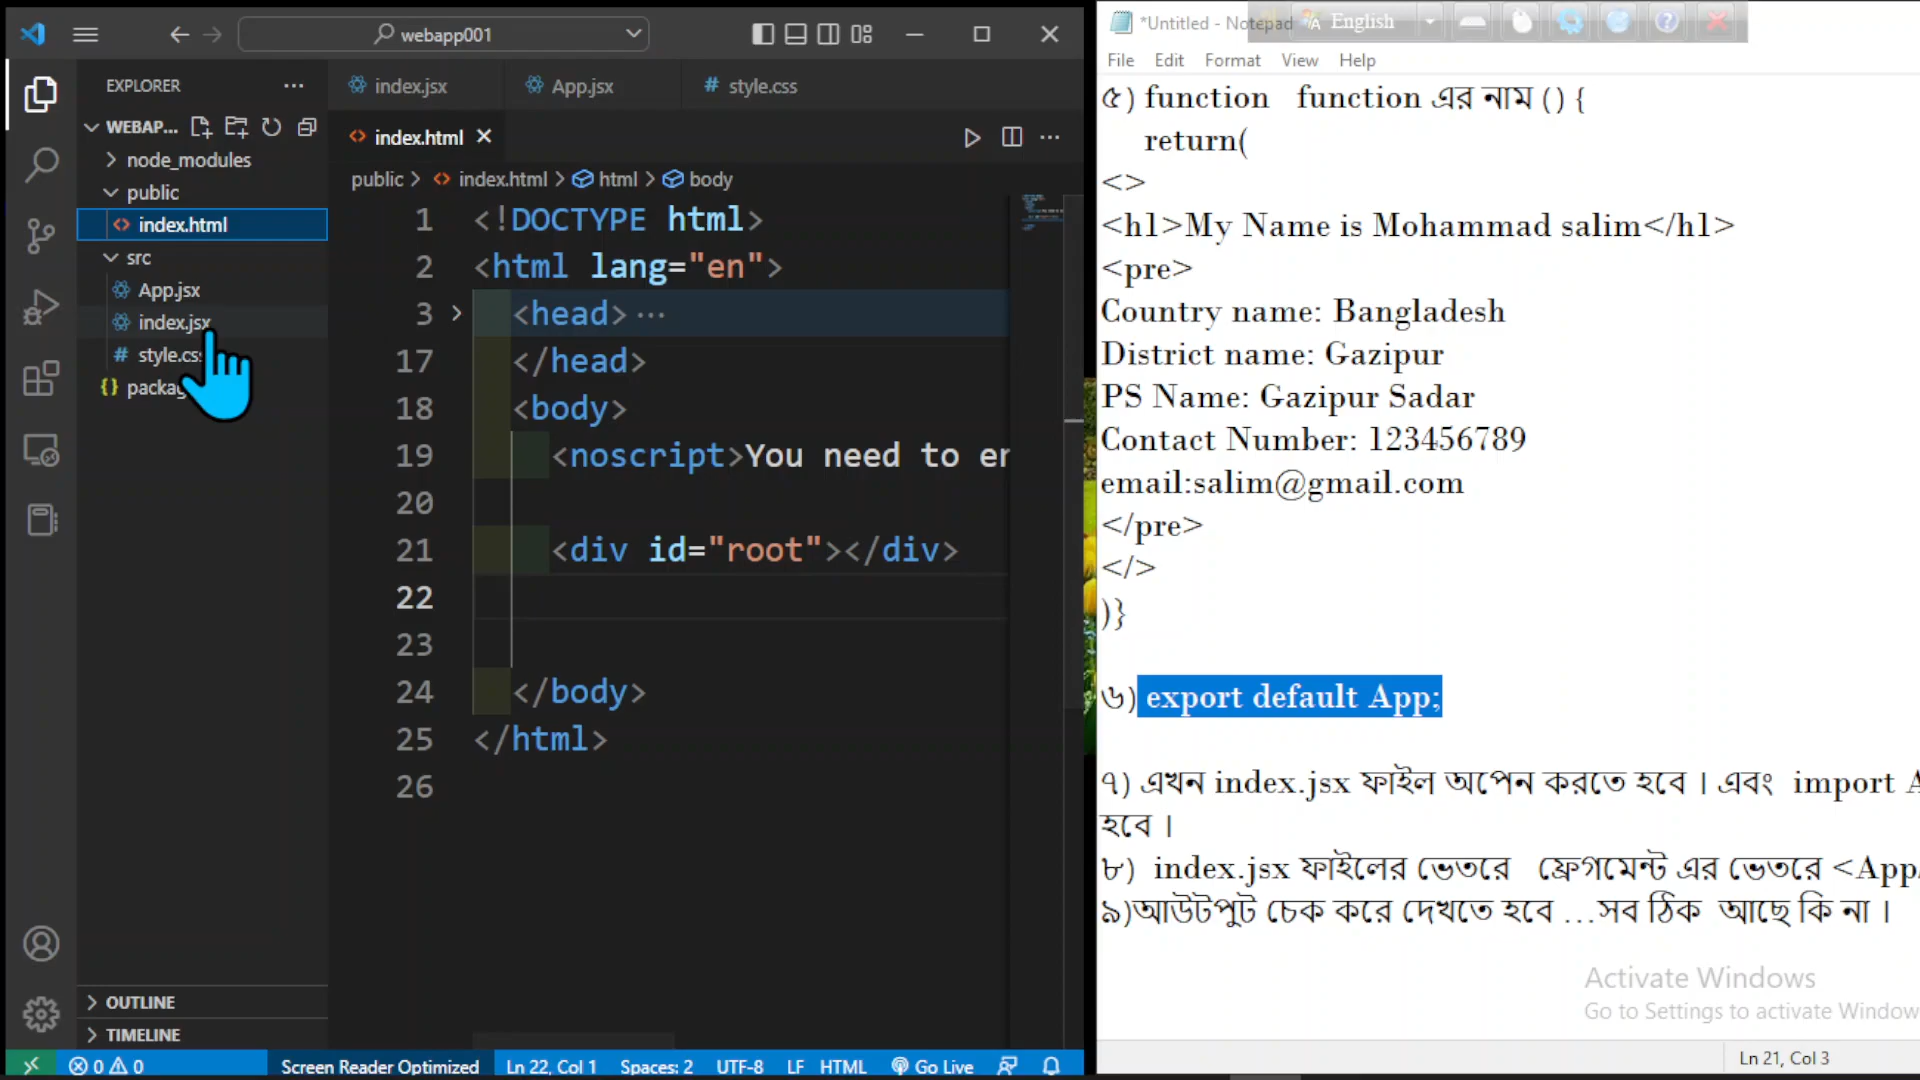 webapp001
EXPLORER
WEBAP...
node_modules
public
index.html
src
App.jsx
index.jsx
style.cs
packag
OUTLINE
TIMELINE
index.jsx
App.jsx
style.css
index.html
public > index.html > html > body
1 <!DOCTYPE html>
2 <html lang="en">
3 <head> ...
17 </head>
18 <body>
19 <noscript>You need to en
20
21 <div id="root"></div>
22
23
24 </body>
25 </html>
26
0 0 Screen Reader Optimized Ln 22, Col 1 Spaces: 2 UTF-8 LF HTML Go Live
*Untitled - Notepad
English
File Edit Format View Help
৫) function function এর নাম () {
return(
<>
<h1>My Name is Mohammad salim</h1>
<pre>
Country name: Bangladesh
District name: Gazipur
PS Name: Gazipur Sadar
Contact Number: 123456789
email:salim@gmail.com
</pre>
</>
)}
৬) export default App;
৭) এখন index.jsx ফাইল অপেন করতে হবে । এবং import A
হবে ।
৮) index.jsx ফাইলের ভেতরে ফ্রেগমেন্ট এর ভেতরে <App
৯)আউটপুট চেক করে দেখতে হবে ...সব ঠিক আছে কি না ।
Activate Windows
Go to Settings to activate Window
Ln 21, Col 3